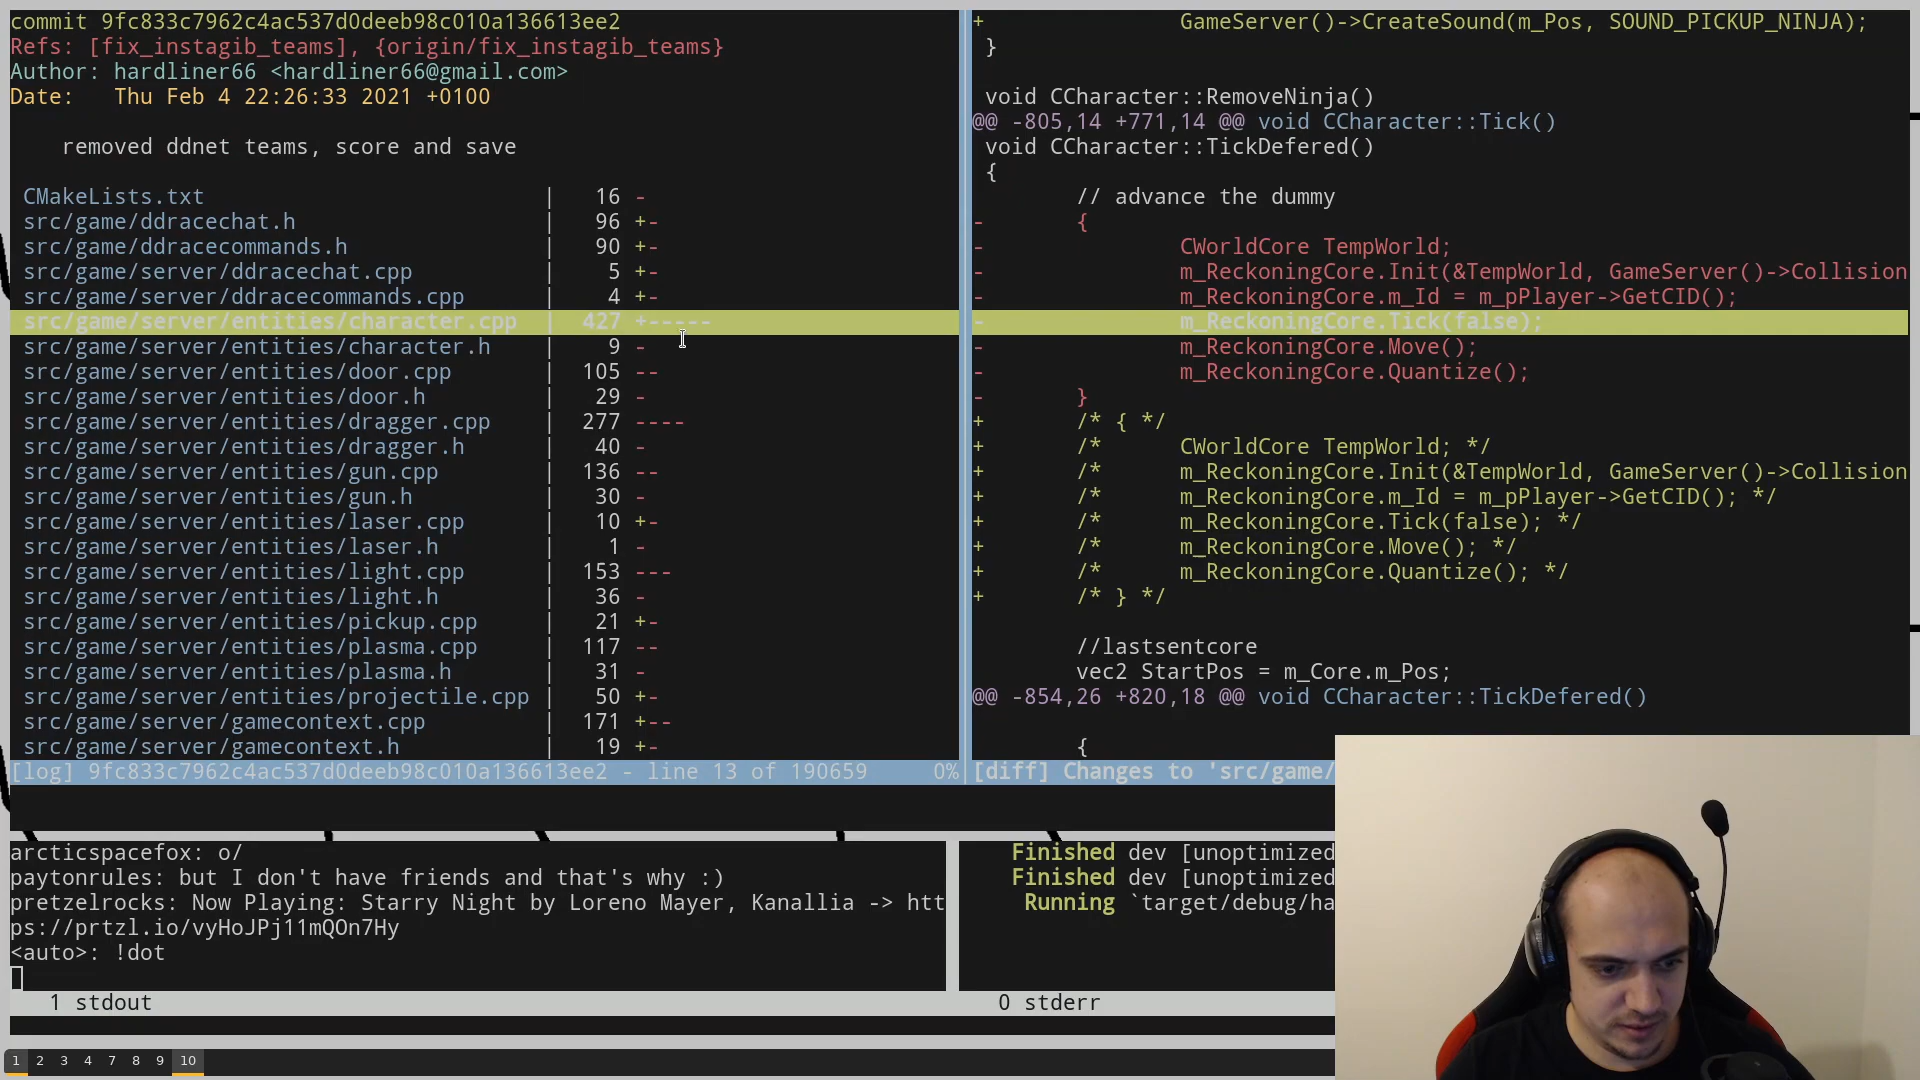 commit 9fc833c7962c4ac537d0deeb98c010a136613ee2
Refs: [fix_instagib_teams], {origin/fix_instagib_teams}
Author: hardliner66 <hardliner66@gmail.com>
Date:   Thu Feb 4 22:26:33 2021 +0100
removed ddnet teams, score and save
CMakeLists.txt | 16 -
src/game/ddracechat.h | 96 +-
src/game/ddracecommands.h | 90 +-
src/game/server/ddracechat.cpp | 5 +-
src/game/server/ddracecommands.cpp | 4 +-
src/game/server/entities/character.cpp | 427 +-----
src/game/server/entities/character.h | 9 -
src/game/server/entities/door.cpp | 105 --
src/game/server/entities/door.h | 29 -
src/game/server/entities/dragger.cpp | 277 ----
src/game/server/entities/dragger.h | 40 -
src/game/server/entities/gun.cpp | 136 --
src/game/server/entities/gun.h | 30 -
src/game/server/entities/laser.cpp | 10 +-
src/game/server/entities/laser.h | 1 -
src/game/server/entities/light.cpp | 153 ---
src/game/server/entities/light.h | 36 -
src/game/server/entities/pickup.cpp | 21 +-
src/game/server/entities/plasma.cpp | 117 --
src/game/server/entities/plasma.h | 31 -
src/game/server/entities/projectile.cpp | 50 +-
src/game/server/gamecontext.cpp | 171 +--
src/game/server/gamecontext.h | 19 +-
[log] 9fc833c7962c4ac537d0deeb98c010a136613ee2 - line 13 of 190659 0%
+ GameServer()->CreateSound(m_Pos, SOUND_PICKUP_NINJA);
}
void CCharacter::RemoveNinja()
@@ -805,14 +771,14 @@ void CCharacter::Tick()
void CCharacter::TickDefered()
{
// advance the dummy
- {
- CWorldCore TempWorld;
- m_ReckoningCore.Init(&TempWorld, GameServer()->Collision
- m_ReckoningCore.m_Id = m_pPlayer->GetCID();
- m_ReckoningCore.Tick(false);
- m_ReckoningCore.Move();
- m_ReckoningCore.Quantize();
- }
+ /* { */
+ /* CWorldCore TempWorld; */
+ /* m_ReckoningCore.Init(&TempWorld, GameServer()->Collision
+ /* m_ReckoningCore.m_Id = m_pPlayer->GetCID(); */
+ /* m_ReckoningCore.Tick(false); */
+ /* m_ReckoningCore.Move(); */
+ /* m_ReckoningCore.Quantize(); */
+ /* } */
//lastsentcore
vec2 StartPos = m_Core.m_Pos;
@@ -854,26 +820,18 @@ void CCharacter::TickDefered()
{
[diff] Changes to 'src/game/
arcticspacefox: o/
paytonrules: but I don't have friends and that's why :)
pretzelrocks: Now Playing: Starry Night by Loreno Mayer, Kanallia -> htt
ps://prtzl.io/vyHoJPj11mQOn7Hy
<auto>: !dot
1 stdout
Finished dev [unoptimized
Finished dev [unoptimized
Running `target/debug/ha
0 stderr
1 2 3 4 7 8 9 10